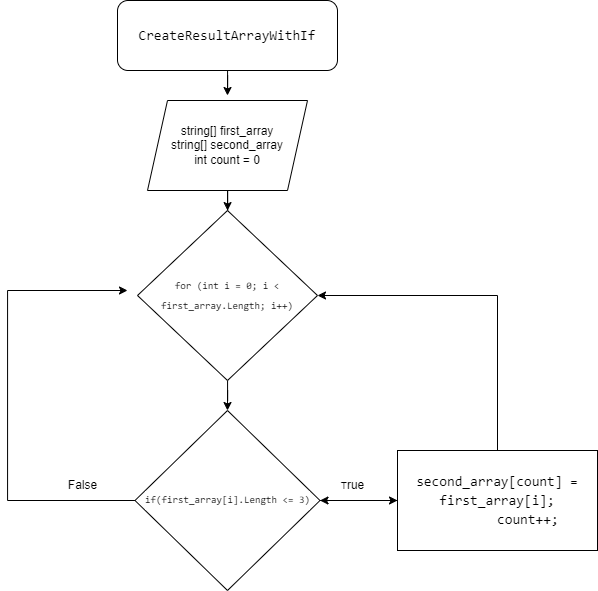 CreateResultArrayWithIf
string[] first_array
string[] second_array
int count = 0
for (int i = 0; i <
first_array.Length; i++)
False
if(first_array[i].Length <= 3)
True
second_array[count] =
first_array[i];
count++;